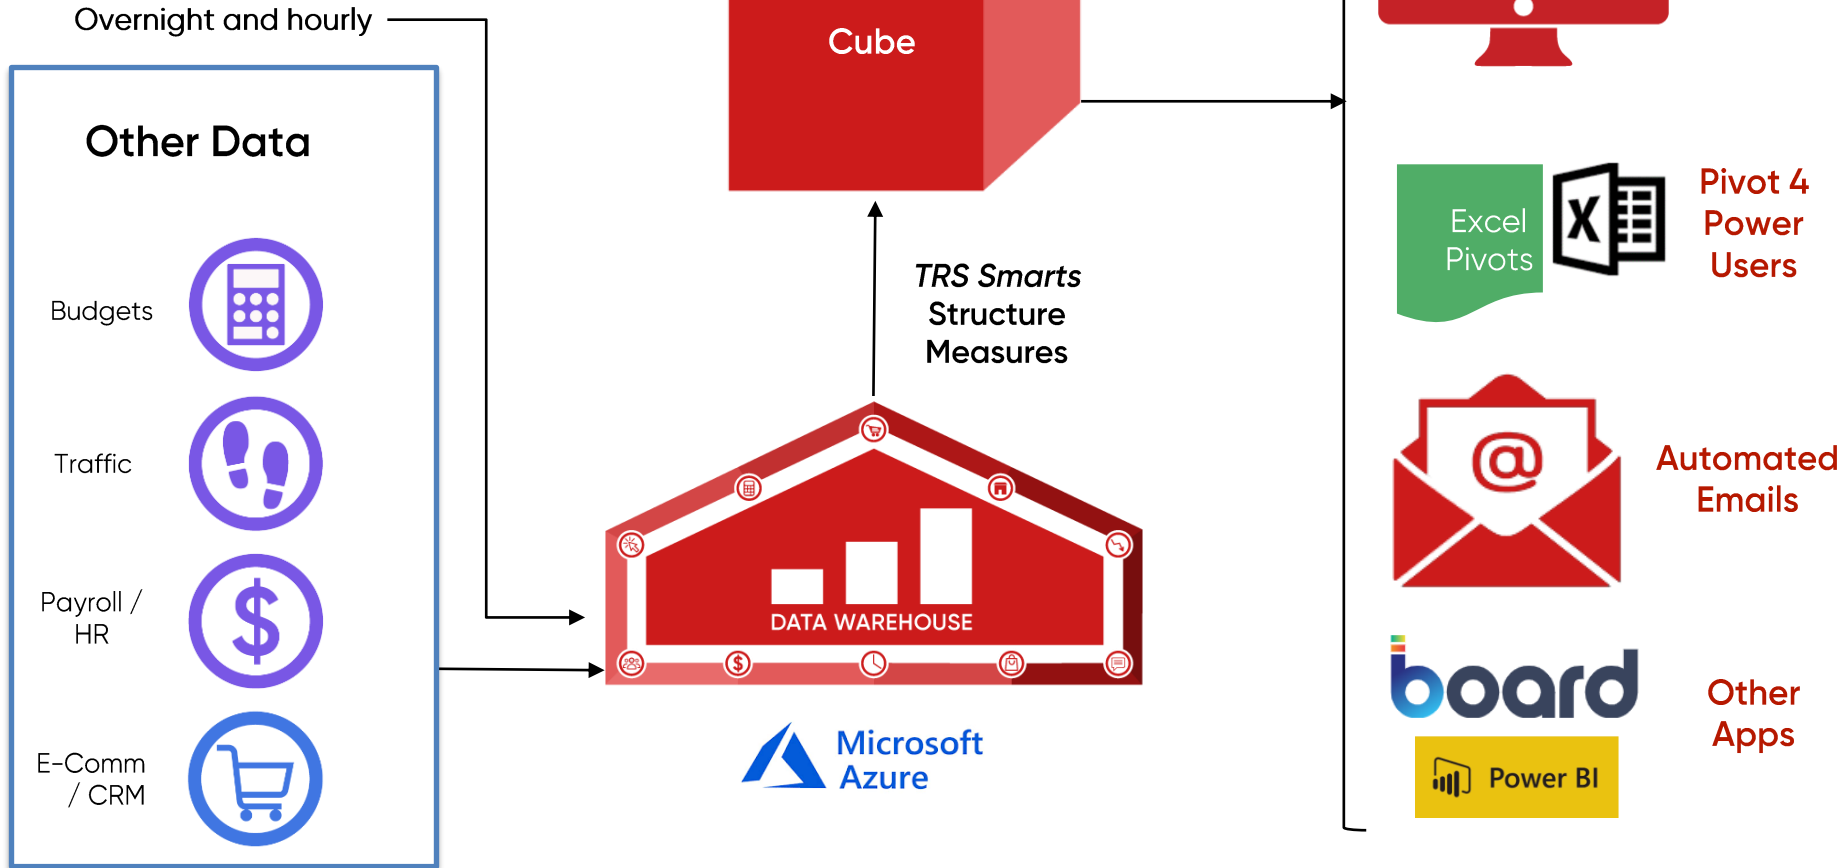 Overnight and hourly
Other Data
Budgets
Traffic
Payroll /
HR
E-Comm
/ CRM
Cube
TRS Smarts
Structure
Measures
DATA WAREHOUSE
Microsoft
Azure
Excel
Pivots
X
Pivot 4
Power
Users
@
Automated
Emails
board
Power BI
Other
Apps